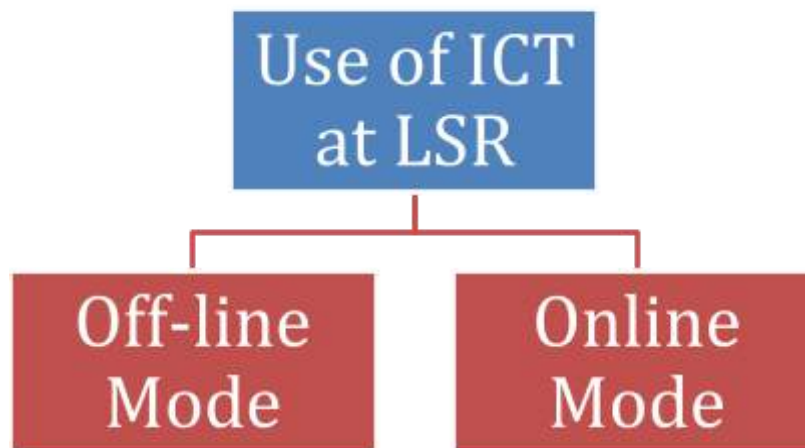 Use of ICT
at LSR
Off-line
Mode
Online
Mode